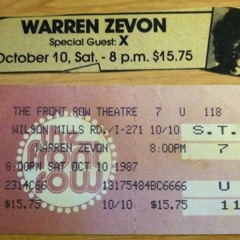 WARREN ZEVON
Special Guest: X
October 10, Sat. - 8 p.m. $15.75
THE FRONT ROW THEATRE 7 U 118
WILSON MILLS RD./I-271 10/10 S.T.
WARREN ZEVON 8:00PM 7
8:00PM SAT OCT 10 1987
2314C66 13175484BC6666 U
$15.75 10/10 $15.75 11